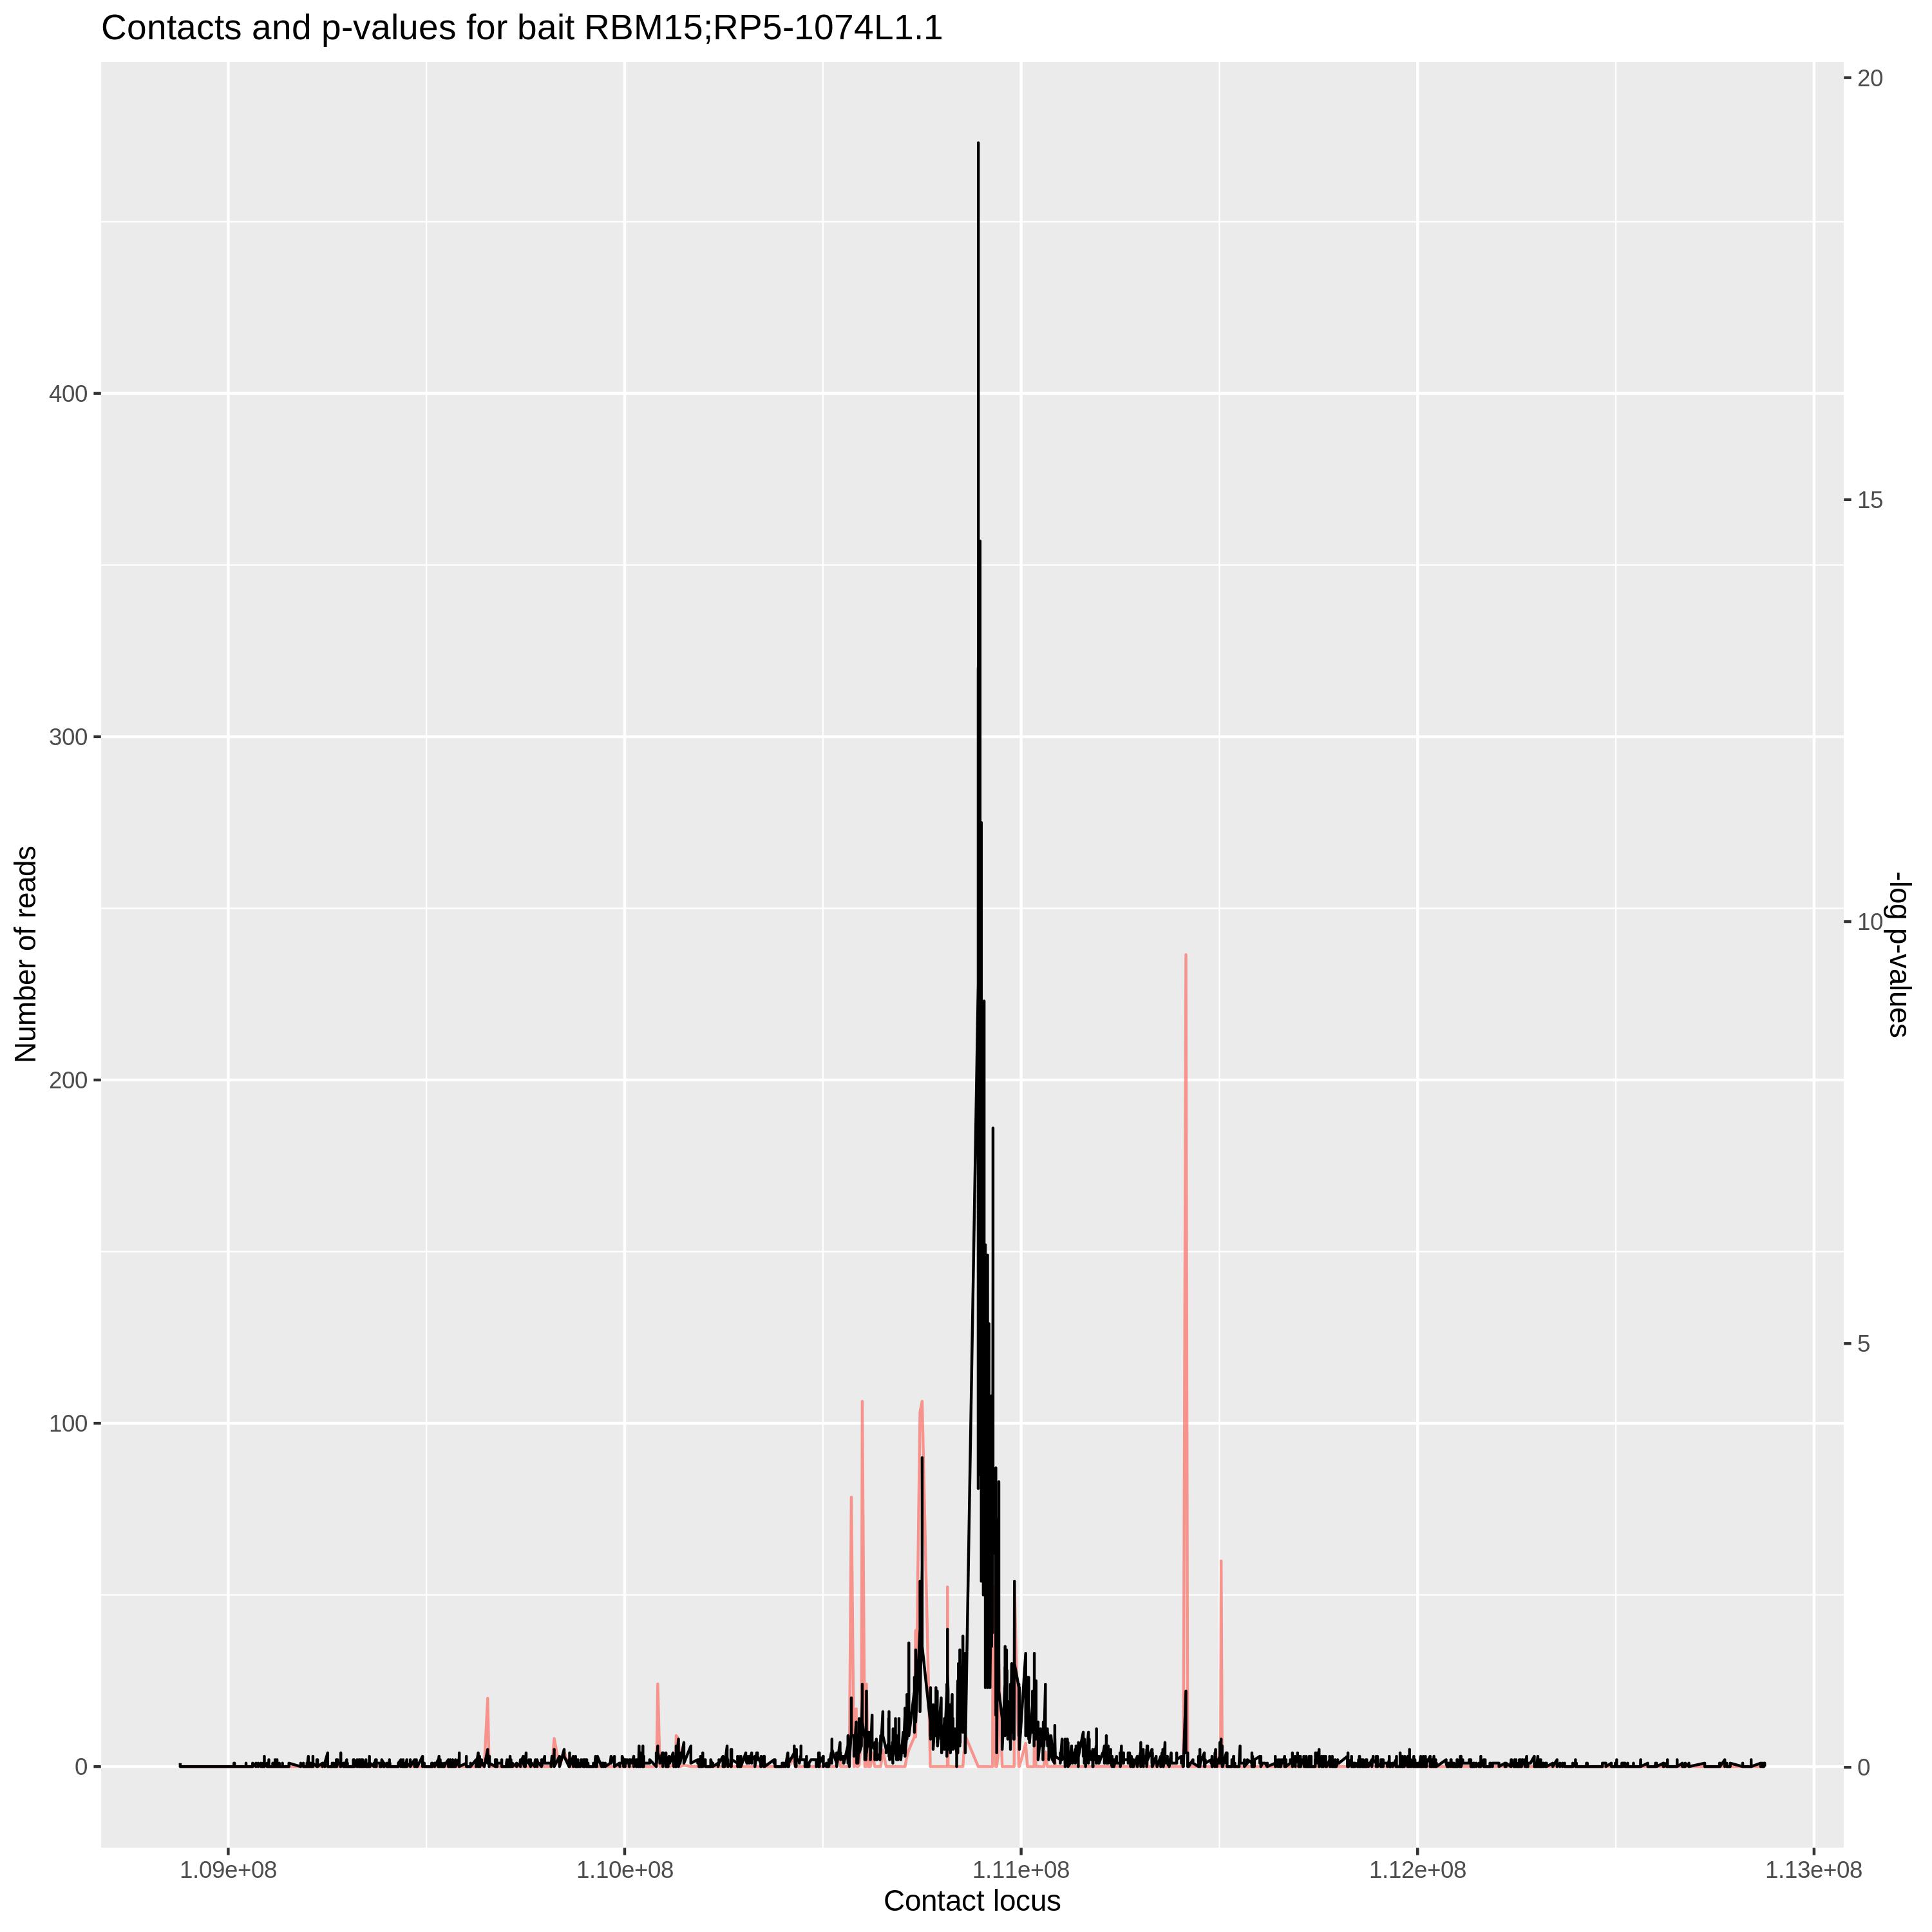 Contacts and p-values for bait RBM15;RP5-1074L1.1
Number of reads
400
300
200
100
0
20
15
10
5
0
-log p-values
1.09e+08
1.10e+08
1.11e+08
1.12e+08
1.13e+08
Contact locus